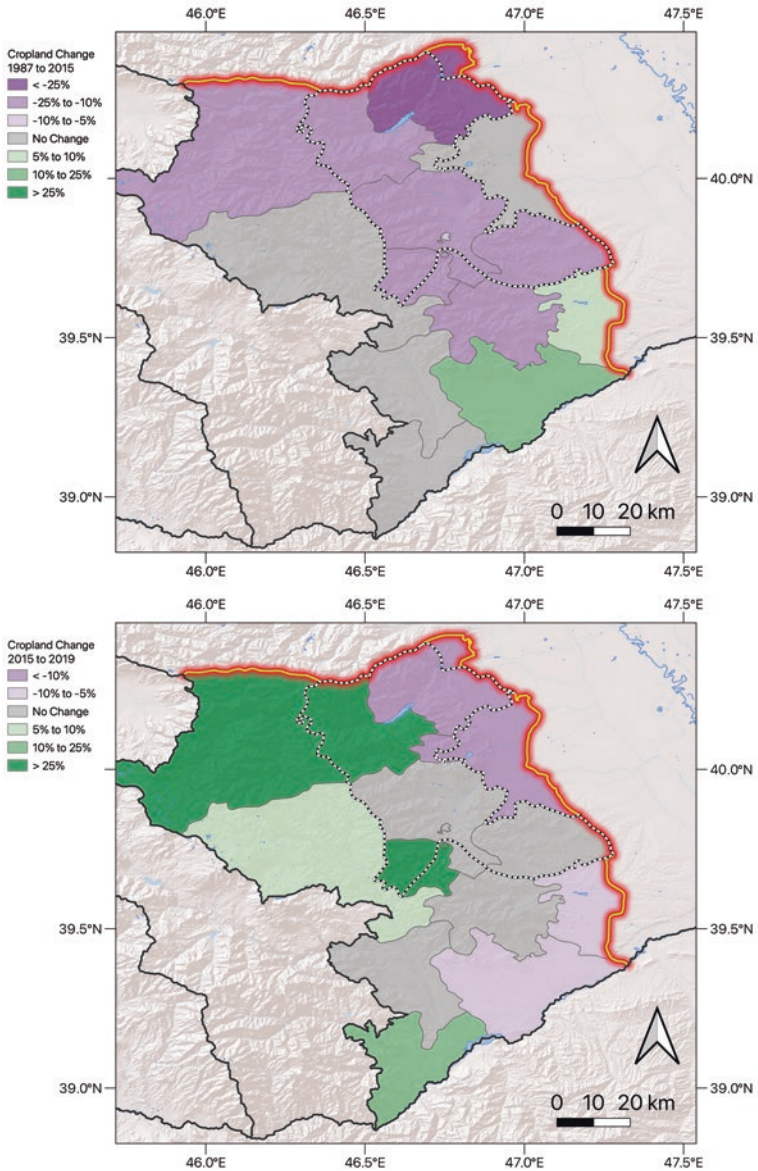 46.0°E 46.5°E 47.0°E 47.5°E
Cropland Change
1987 to 2015
< -25%
-25% to -10%
-10% to -5%
No Change
5% to 10%
10% to 25%
> 25%
40.0°N 40.0°N
39.5°N 39.5°N
39.0°N 39.0°N
0 10 20 km
46.0°E 46.5°E 47.0°E 47.5°E
46.0°E 46.5°E 47.0°E 47.5°E
Cropland Change
2015 to 2019
< -10%
-10% to -5%
No Change
5% to 10%
10% to 25%
> 25%
40.0°N 40.0°N
39.5°N 39.5°N
39.0°N 39.0°N
0 10 20 km
46.0°E 46.5°E 47.0°E 47.5°E